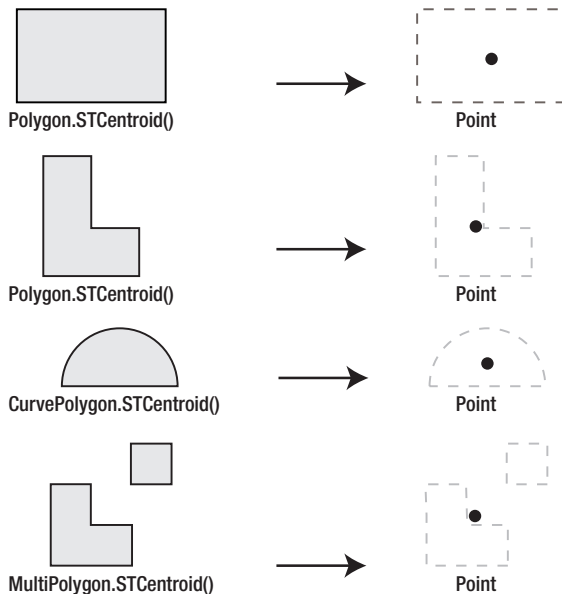 Polygon.STCentroid() Point
Polygon.STCentroid() Point
CurvePolygon.STCentroid() Point
MultiPolygon.STCentroid() Point